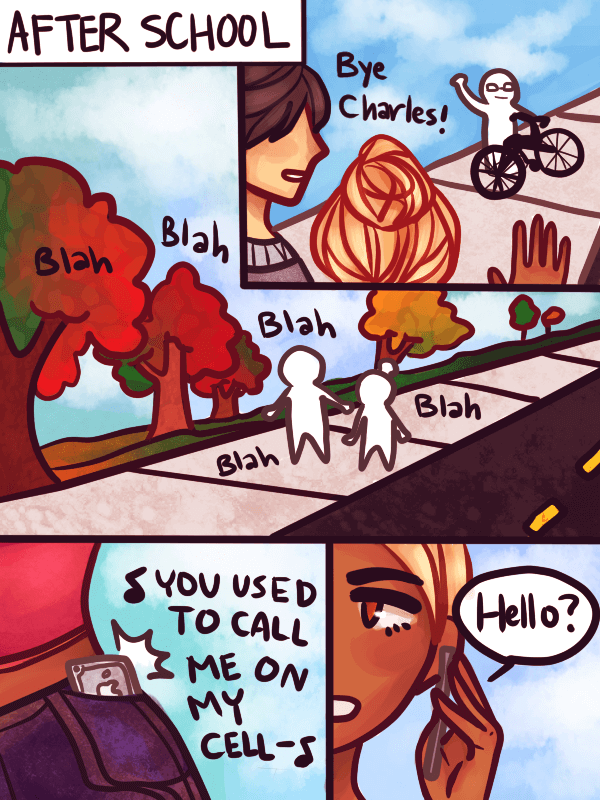 AFTER SCHOOL
Bye
Charles!
Blah
Blah
Blah
Blah
Blah
YOU USED
TO CALL
ME ON
MY
CELL-
Hello?